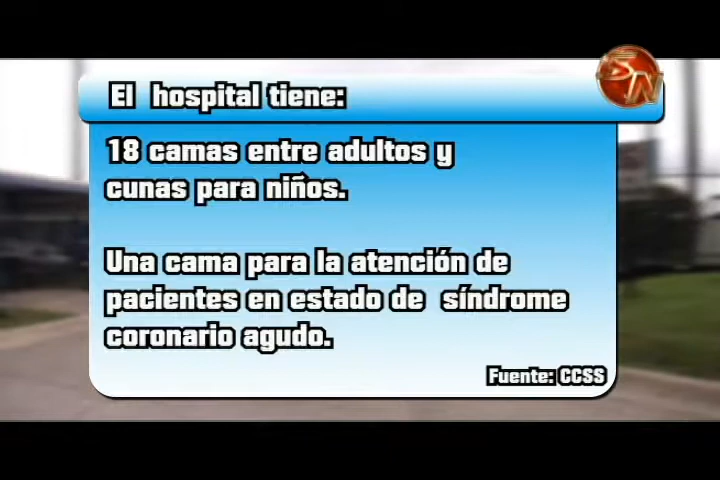 SN
El hospital tiene:
18 camas entre adultos y
cunas para niños.
Una cama para la atención de
pacientes en estado de síndrome
coronario agudo.
Fuente: CCSS